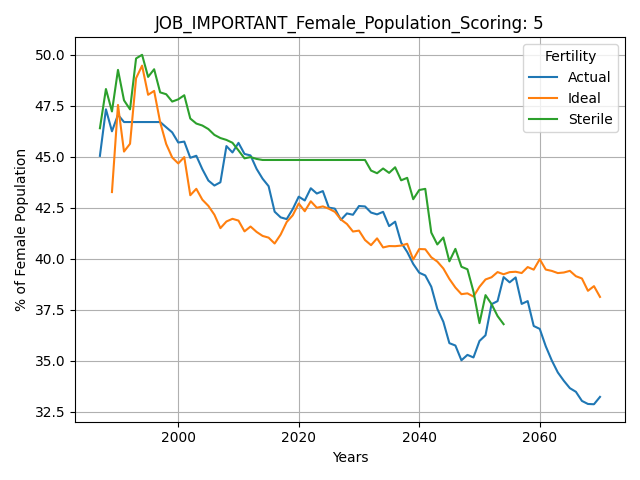 JOB_IMPORTANT_Female_Population_Scoring: 5
Fertility
Actual
Ideal
Sterile
% of Female Population
50.0
47.5
45.0
42.5
40.0
37.5
35.0
32.5
2000 2020 2040 2060
Years